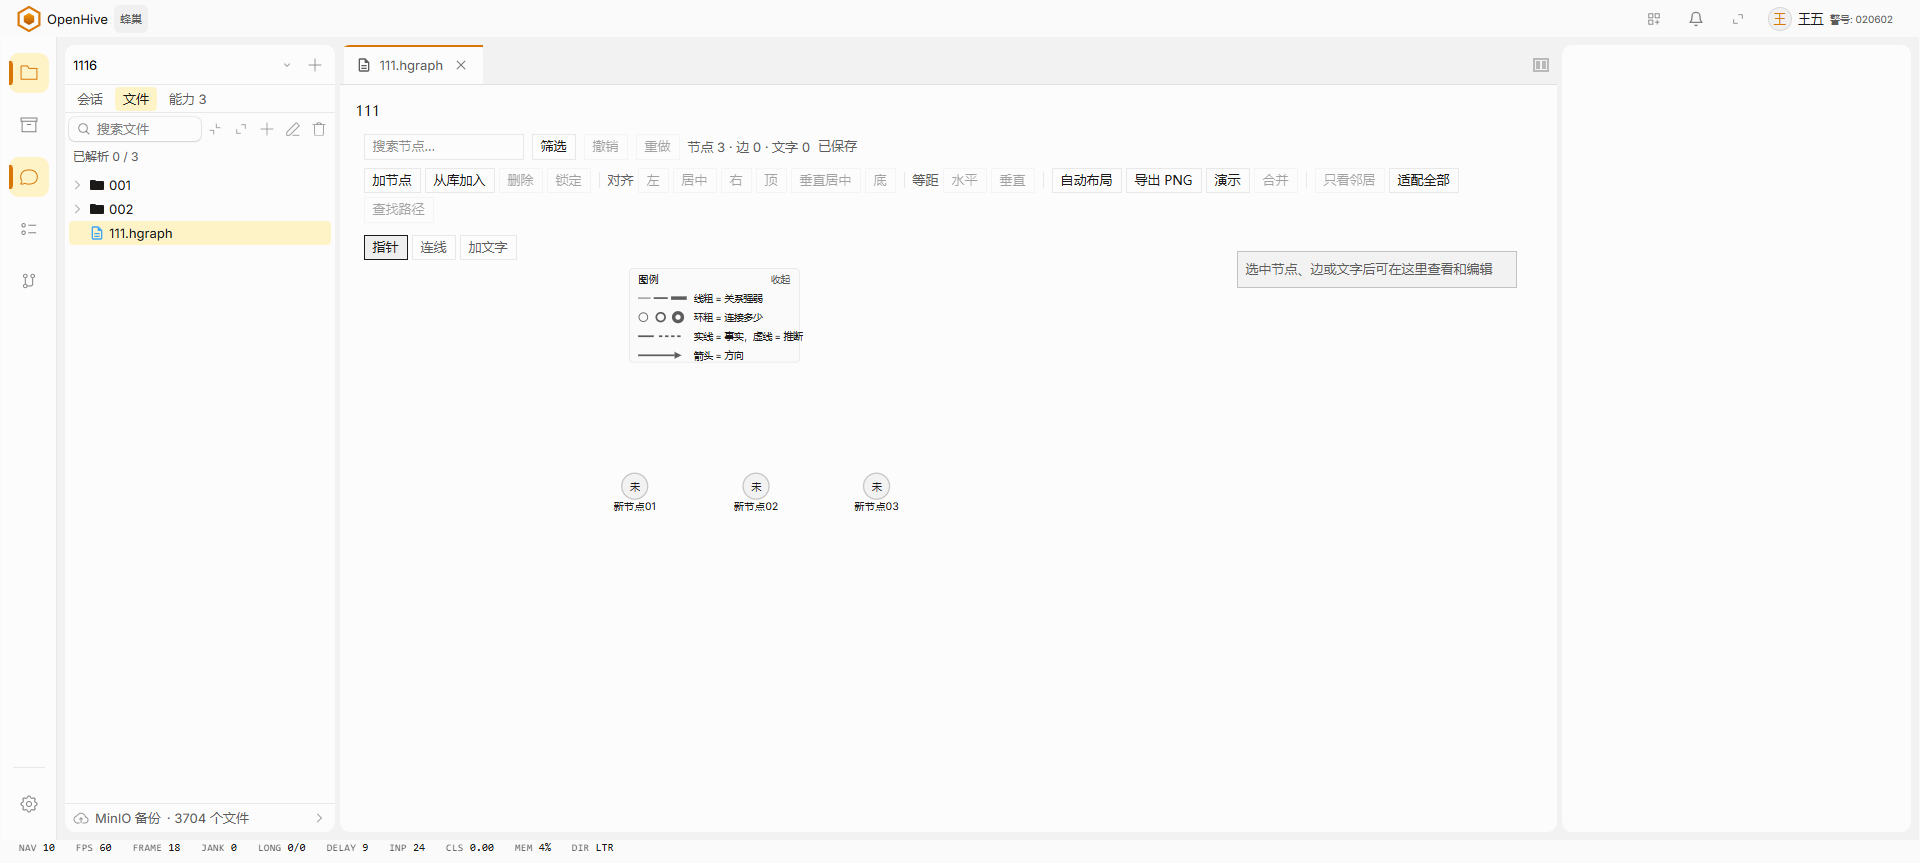 OpenHive 蜂巢
王 王五 警号: 020602
1116
111.hgraph
会话 文件 能力 3
搜索文件
已解析 0 / 3
001
002
111.hgraph
MinIO 备份 · 3704 个文件
111
搜索节点... 筛选 撤销 重做 节点 3 · 边 0 · 文字 0 已保存
加节点 从库加入 删除 锁定 对齐 左 居中 右 顶 垂直居中 底 等距 水平 垂直 自动布局 导出 PNG 演示 合并 只看邻居 适配全部
查找路径
指针 连线 加文字
选中节点、边或文字后可在这里查看和编辑
图例 收起
线粗 = 关系强弱
环粗 = 连接多少
实线 = 事实, 虚线 = 推断
箭头 = 方向
未 未 未
新节点01 新节点02 新节点03
NAV 10 FPS 60 FRAME 18 JANK 0 LONG 0/0 DELAY 9 INP 24 CLS 0.00 MEM 4% DIR LTR